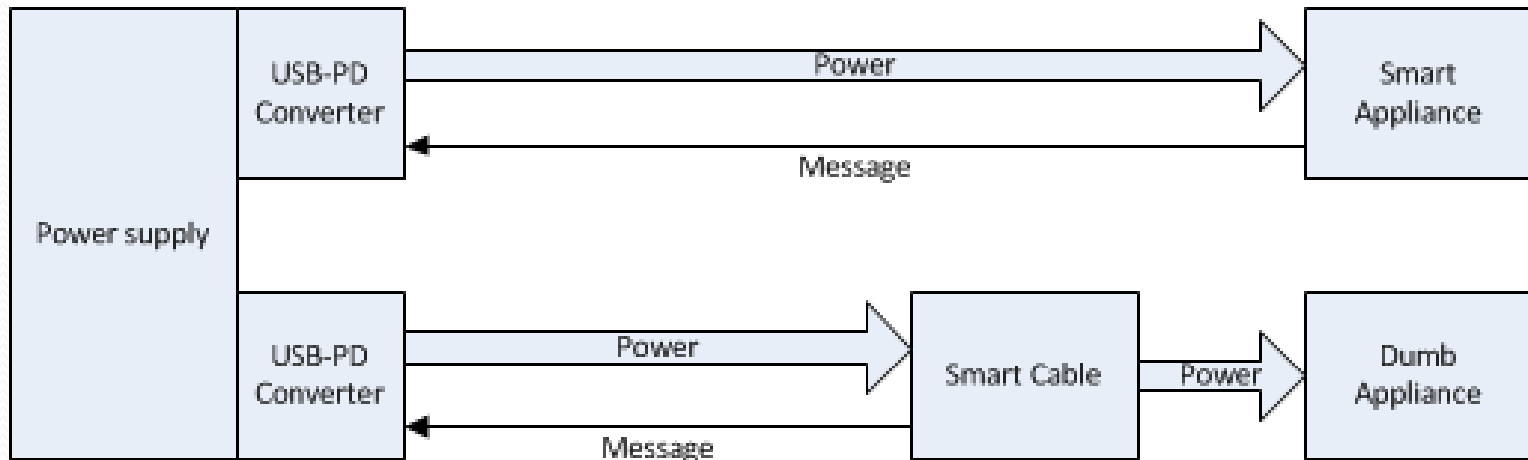 USB-PD
Converter
Power
Smart
Appliance
Message
Power supply
USB-PD
Converter
Power
Smart Cable
Power
Dumb
Appliance
Message